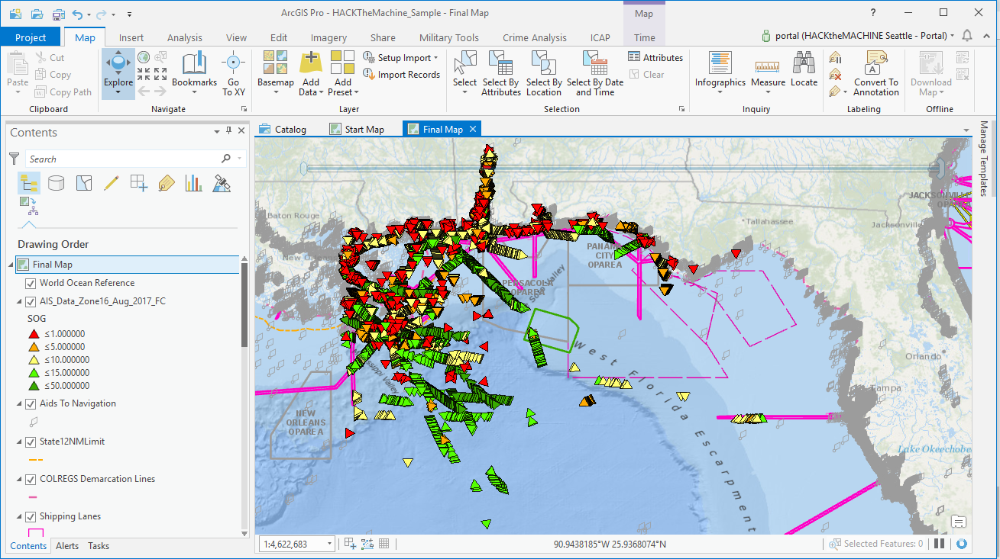 ArcGIS Pro - HACKTheMachine_Sample - Final Map
Map
?
Project
Map
Insert
Analysis
View
Edit
Imagery
Share
Military Tools
Crime Analysis
ICAP
Time
portal (HACKtheMACHINE Seattle - Portal)
Paste
Cut
Copy
Copy Path
Clipboard
Explore
Bookmarks
Go
To XY
Navigate
Basemap
Add
Data
Add
Preset
Setup Import
Import Records
Layer
Select
Select By
Attributes
Select By
Location
Select By Date
and Time
Attributes
Clear
Selection
Infographics
Measure
Locate
Inquiry
Convert To
Annotation
Labeling
Download
Map
Offline
Contents
Search
Drawing Order
Final Map
World Ocean Reference
AIS_Data_Zone16_Aug_2017_FC
SOG
≤1.000000
≤5.000000
≤10.000000
≤15.000000
≤50.000000
Aids To Navigation
State12NMLimit
COLREGS Demarcation Lines
Shipping Lanes
Contents
Alerts
Tasks
Catalog
Start Map
Final Map
Manage Templates
Baton Rouge
New Orleans
Tallahassee
JACKSONVILLE
OPAREA
Jacksonville
PANAMA
CITY
OPAREA
PENSACOLA
OPAREA
West Florida Escarpment
NEW
ORLEANS
OPAREA
Orlando
Tampa
Lake Okeechobee
1:4,622,683
90.9438185°W 25.9368074°N
Selected Features: 0